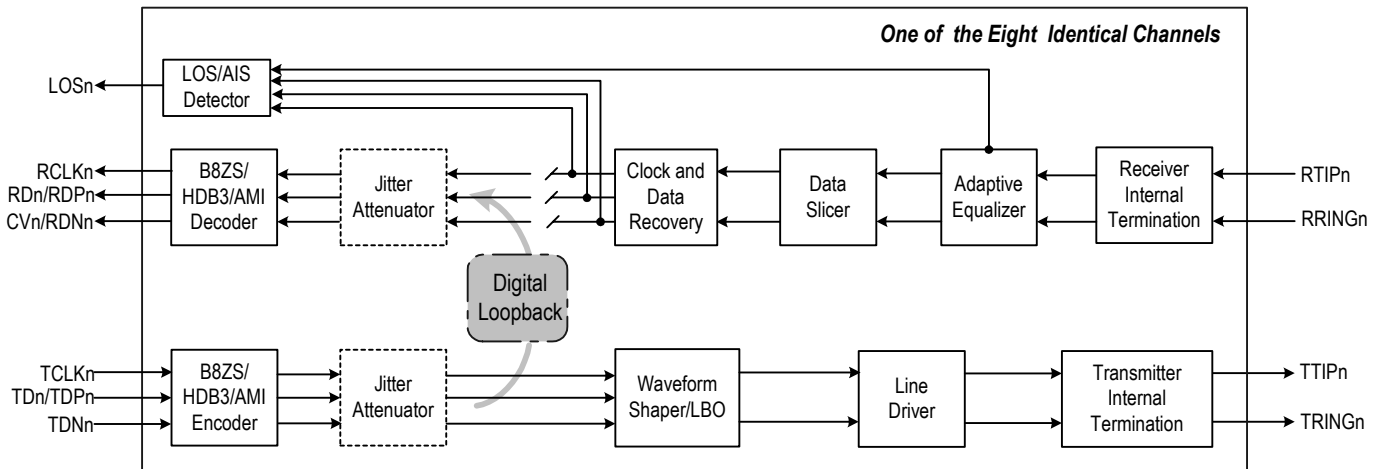 One of the Eight Identical Channels
LOSn
LOS/AIS
Detector
RCLKn
RDn/RDPn
CVn/RDNn
B8ZS/
HDB3/AMI
Decoder
Jitter
Attenuator
Clock and
Data
Recovery
Data
Slicer
Adaptive
Equalizer
Receiver
Internal
Termination
RTIPn
RRINGn
Digital
Loopback
TCLKn
TDn/TDPn
TDNn
B8ZS/
HDB3/AMI
Encoder
Jitter
Attenuator
Waveform
Shaper/LBO
Line
Driver
Transmitter
Internal
Termination
TTIPn
TRINGn